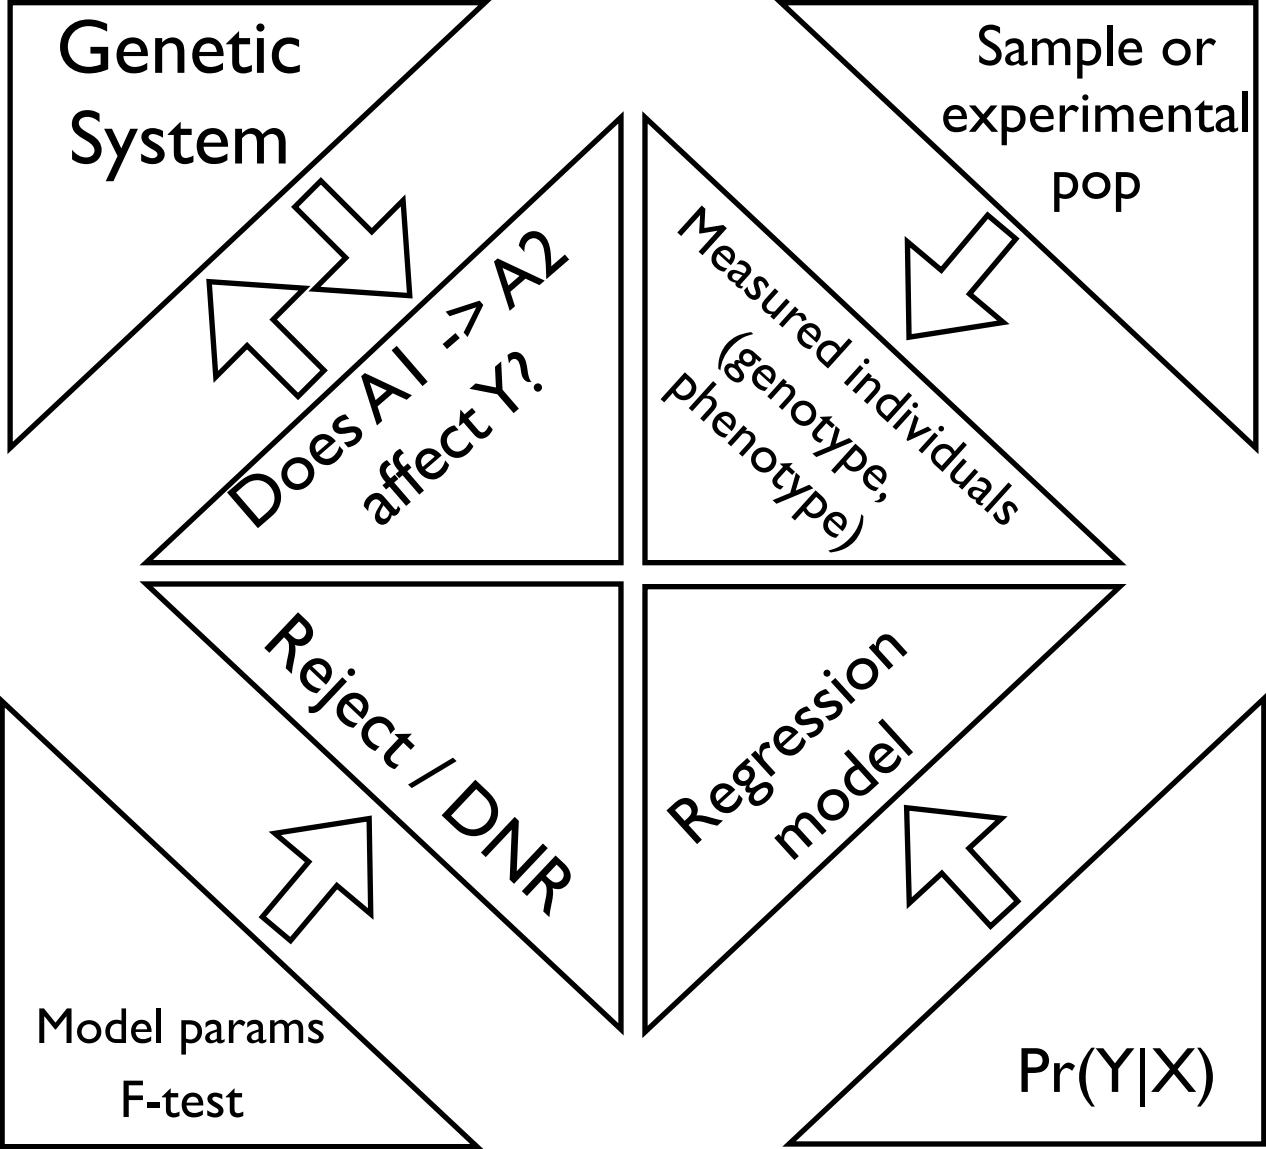 Genetic
System
Sample or
experimental
pop
Does A1 -> A2
affect Y?
Measured individuals
(genotype,
phenotype)
Reject / DNR
Regression
model
Model params
F-test
Pr(Y|X)